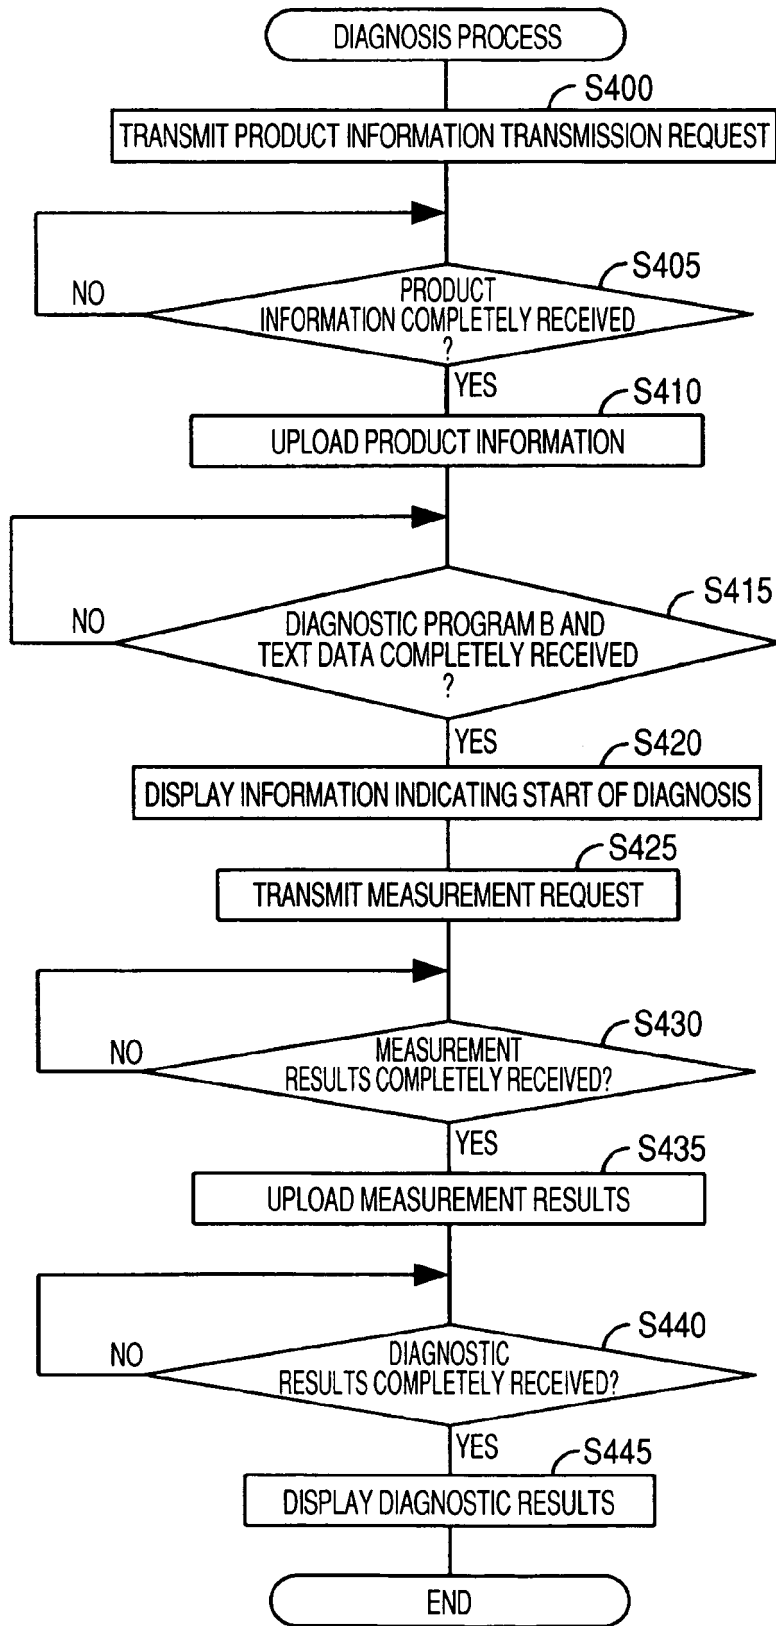 DIAGNOSIS PROCESS
S400
TRANSMIT PRODUCT INFORMATION TRANSMISSION REQUEST
S405
NO
PRODUCT
INFORMATION COMPLETELY RECEIVED
?
YES
S410
UPLOAD PRODUCT INFORMATION
S415
NO
DIAGNOSTIC PROGRAM B AND
TEXT DATA COMPLETELY RECEIVED
?
YES
S420
DISPLAY INFORMATION INDICATING START OF DIAGNOSIS
S425
TRANSMIT MEASUREMENT REQUEST
S430
NO
MEASUREMENT
RESULTS COMPLETELY RECEIVED?
YES
S435
UPLOAD MEASUREMENT RESULTS
S440
NO
DIAGNOSTIC
RESULTS COMPLETELY RECEIVED?
YES
S445
DISPLAY DIAGNOSTIC RESULTS
END